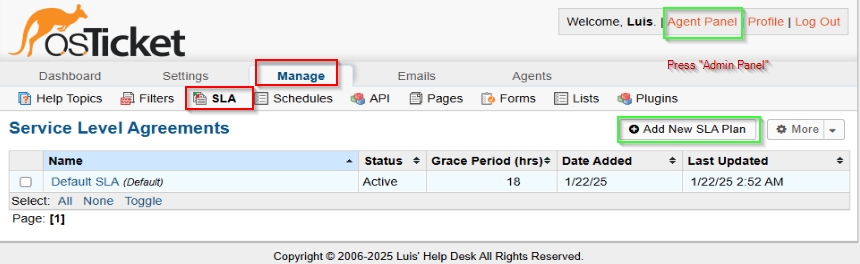 Welcome, Luis. | Agent Panel | Profile | Log Out
osTicket
Press "Admin Panel"
Dashboard Settings Manage Emails Agents
Help Topics Filters SLA Schedules API Pages Forms Lists Plugins
Service Level Agreements Add New SLA Plan More
Name Status Grace Period (hrs) Date Added Last Updated
Default SLA (Default) Active 18 1/22/25 1/22/25 2:52 AM
Select: All None Toggle
Page: [1]
Copyright © 2006-2025 Luis' Help Desk All Rights Reserved.